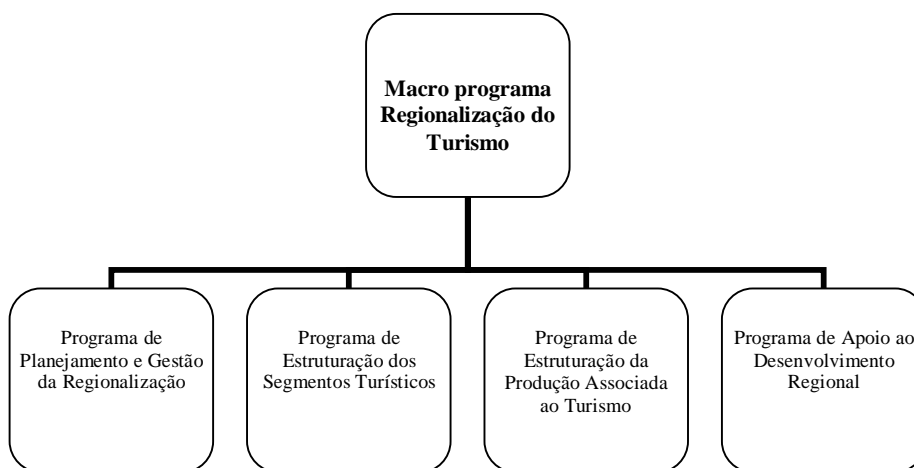 Macro programa
Regionalização do
Turismo
Programa de
Planejamento e Gestão
da Regionalização
Programa de
Estruturação dos
Segmentos Turísticos
Programa de
Estruturação da
Produção Associada
ao Turismo
Programa de Apoio ao
Desenvolvimento
Regional